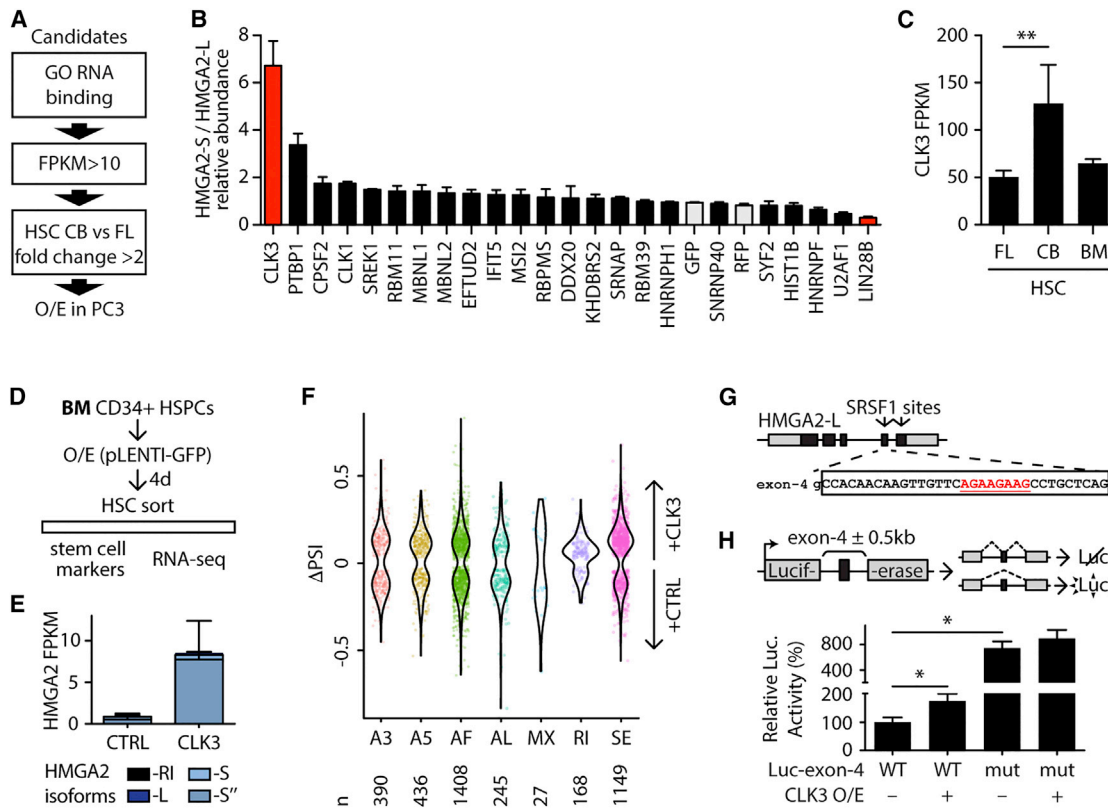 A
Candidates
GO RNA
binding
FPKM>10
HSC CB vs FL
fold change >2
O/E in PC3
B
HMGA2-S / HMGA2-L
relative abundance
8
6
4
2
0
CLK3
PTBP1
CPSF2
CLK1
SREK1
RBM11
MBNL1
MBNL2
EFTUD2
IFIT5
MSI2
RBPMS
DDX20
KHDBRS2
SRNAP
RBM39
HNRNPH1
GFP
SNRNP40
RFP
SYF2
HIST1B
HNRNPF
U2AF1
LIN28B
C
CLK3 FPKM
200
150
100
50
0
**
FL CB BM
HSC
D
BM CD34+ HSPCs
O/E (pLENTI-GFP)
4d
HSC sort
stem cell
markers
RNA-seq
E
HMGA2 FPKM
10
5
0
CTRL CLK3
HMGA2
isoforms
-RI -S
-L -S"
F
ΔPSI
0.5
0
-0.5
+CLK3
+CTRL
A3 A5 AF AL MX RI SE
n 390 436 1408 245 27 168 1149
G
HMGA2-L
SRSF1 sites
exon-4 gCCACAACAAGTTGTTCAGAAGAAGCCTGCTCAG
H
exon-4 ± 0.5kb
Lucif- -erase
Luc
Luc
Relative Luc.
Activity (%)
800
400
200
100
0
*
*
Luc-exon-4 WT WT mut mut
CLK3 O/E − + − +